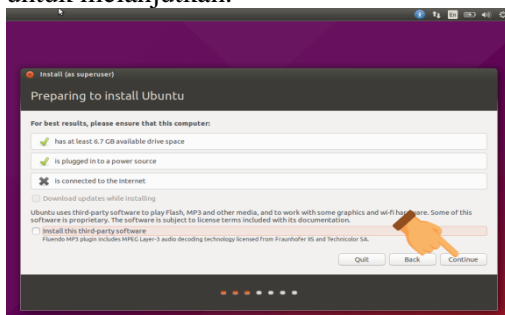 untuk melanjutkan.
En
Install (as superuser)
Preparing to install Ubuntu
For best results, please ensure that this computer:
has at least 6.7 GB available drive space
is plugged in to a power source
is connected to the Internet
Download updates while installing
Ubuntu uses third-party software to play Flash, MP3 and other media, and to work with some graphics and wi-fi hardware. Some of this
software is proprietary. The software is subject to license terms included with its documentation.
Install this third-party software
Fluendo MP3 plugin includes MPEG Layer-3 audio decoding technology licensed from Fraunhofer IIS and Technicolor SA.
Quit Back Continue